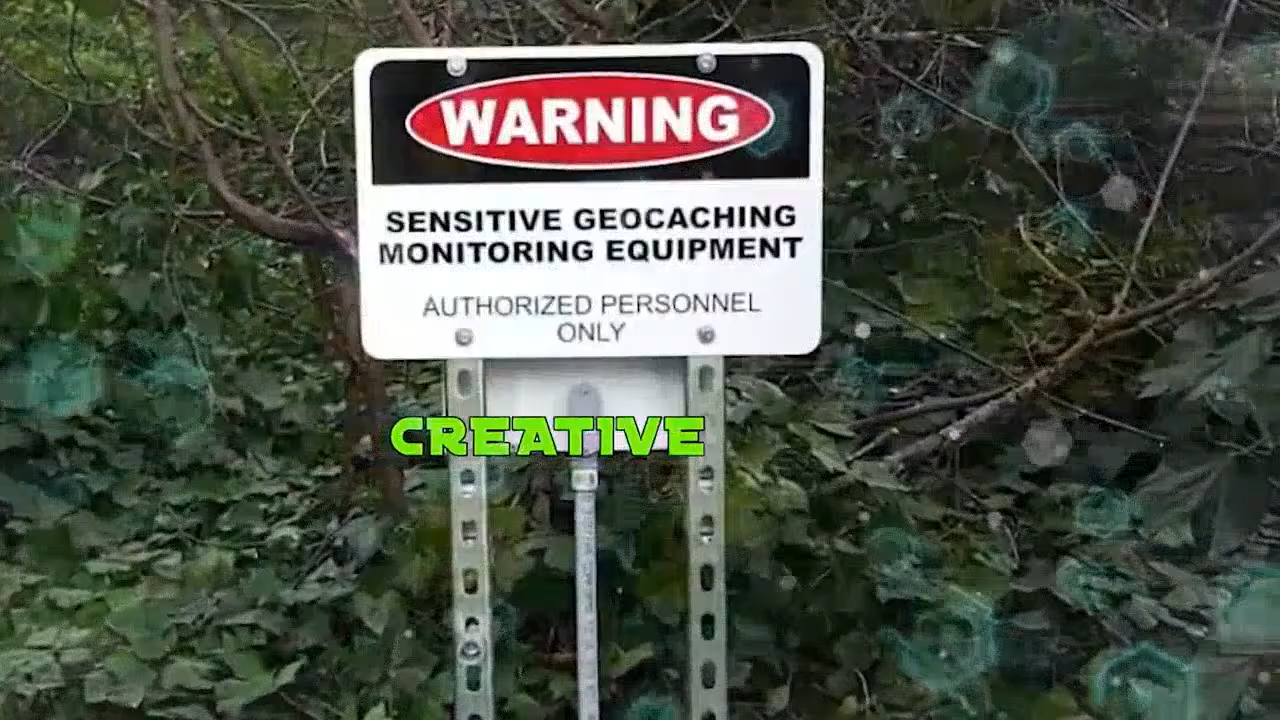 WARNING
SENSITIVE GEOCACHING
MONITORING EQUIPMENT
AUTHORIZED PERSONNEL
ONLY
CREATIVE